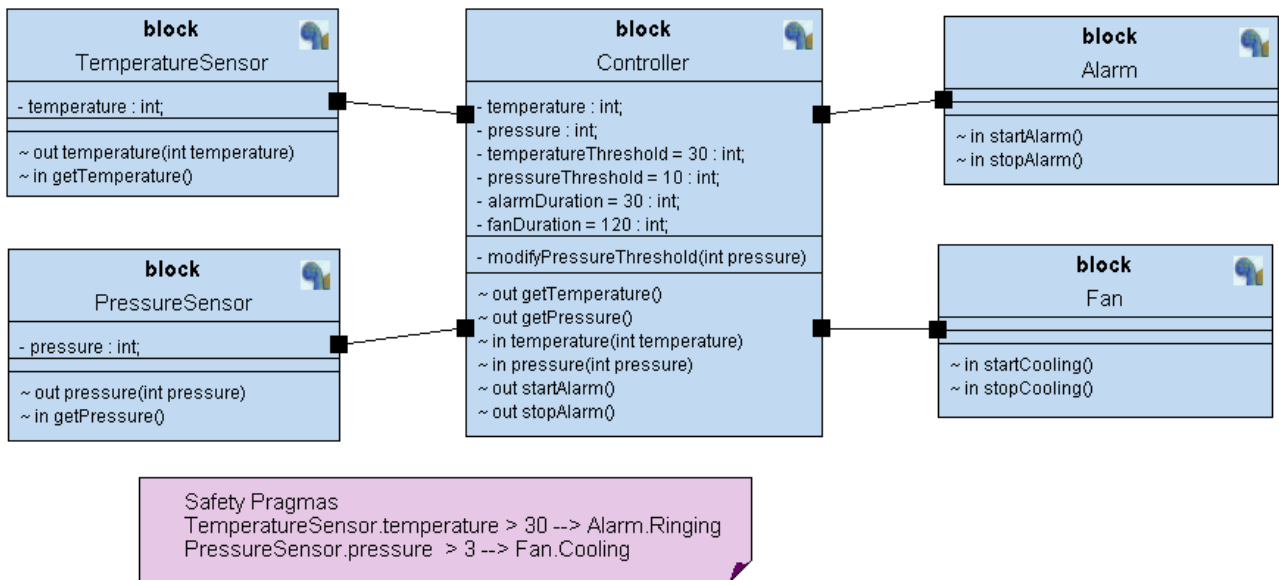 block
TemperatureSensor
- temperature : int;
~ out temperature(int temperature)
~ in getTemperature()
block
PressureSensor
- pressure : int;
~ out pressure(int pressure)
~ in getPressure()
block
Controller
- temperature : int;
- pressure : int;
- temperatureThreshold = 30 : int;
- pressureThreshold = 10 : int;
- alarmDuration = 30 : int;
- fanDuration = 120 : int;
- modifyPressureThreshold(int pressure)
~ out getTemperature()
~ out getPressure()
~ in temperature(int temperature)
~ in pressure(int pressure)
~ out startAlarm()
~ out stopAlarm()
block
Alarm
~ in startAlarm()
~ in stopAlarm()
block
Fan
~ in startCooling()
~ in stopCooling()
Safety Pragmas
TemperatureSensor.temperature > 30 --> Alarm.Ringing
PressureSensor.pressure > 3 --> Fan.Cooling